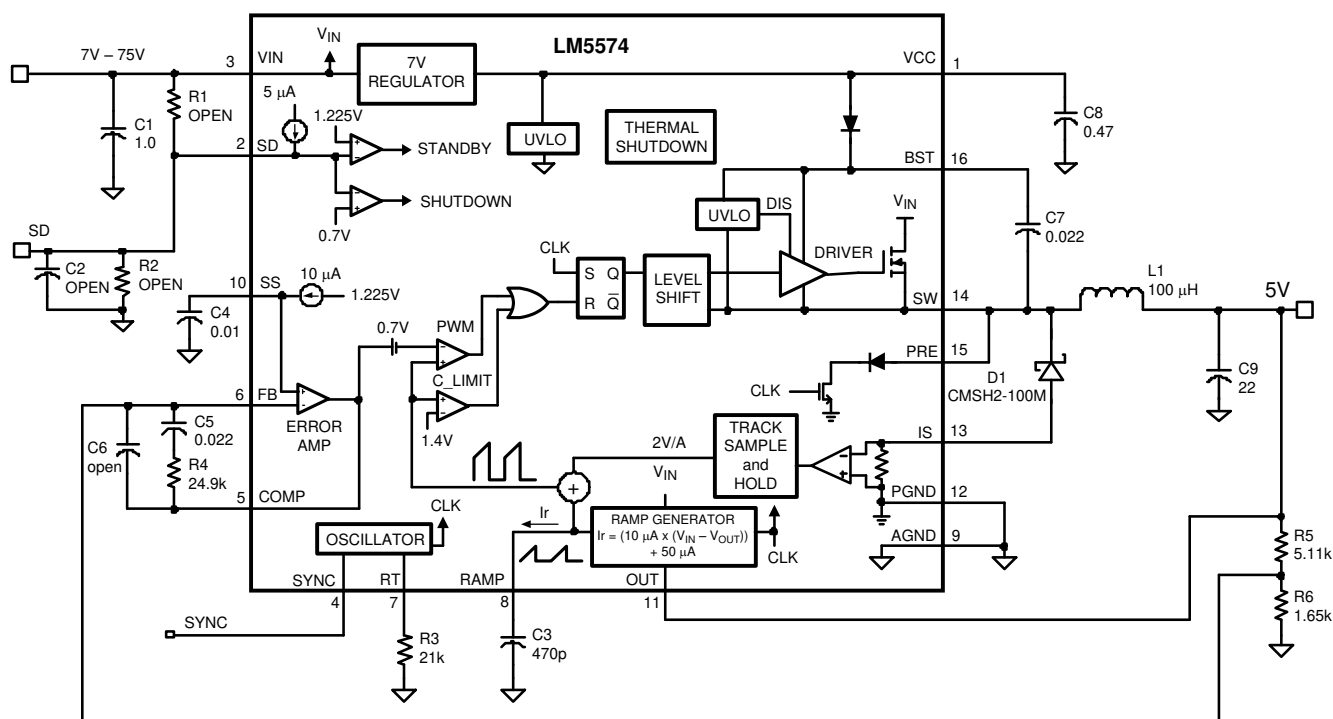 LM5574
7V – 75V
3
VIN
VIN
7V
REGULATOR
VCC
1
R1
OPEN
C1
1.0
5 µA
1.225V
2
SD
STANDBY
SHUTDOWN
0.7V
UVLO
THERMAL
SHUTDOWN
C8
0.47
BST
16
UVLO
DIS
VIN
DRIVER
C7
0.022
SD
C2
OPEN
R2
OPEN
10
SS
10 µA
1.225V
C4
0.01
CLK
S Q
R Q̅
LEVEL
SHIFT
SW
14
L1
100 µH
5V
0.7V
PWM
C_LIMIT
1.4V
PRE
15
CLK
D1
CMSH2-100M
C9
22
6
FB
ERROR
AMP
C5
0.022
C6
open
R4
24.9k
5
COMP
2V/A
TRACK
SAMPLE
and
HOLD
IS
13
PGND
12
AGND
9
VIN
+
Ir
RAMP GENERATOR
Ir = (10 µA x (VIN – VOUT))
+ 50 µA
CLK
CLK
OSCILLATOR
SYNC
RT
RAMP
OUT
4
7
8
11
SYNC
R3
21k
C3
470p
R5
5.11k
R6
1.65k